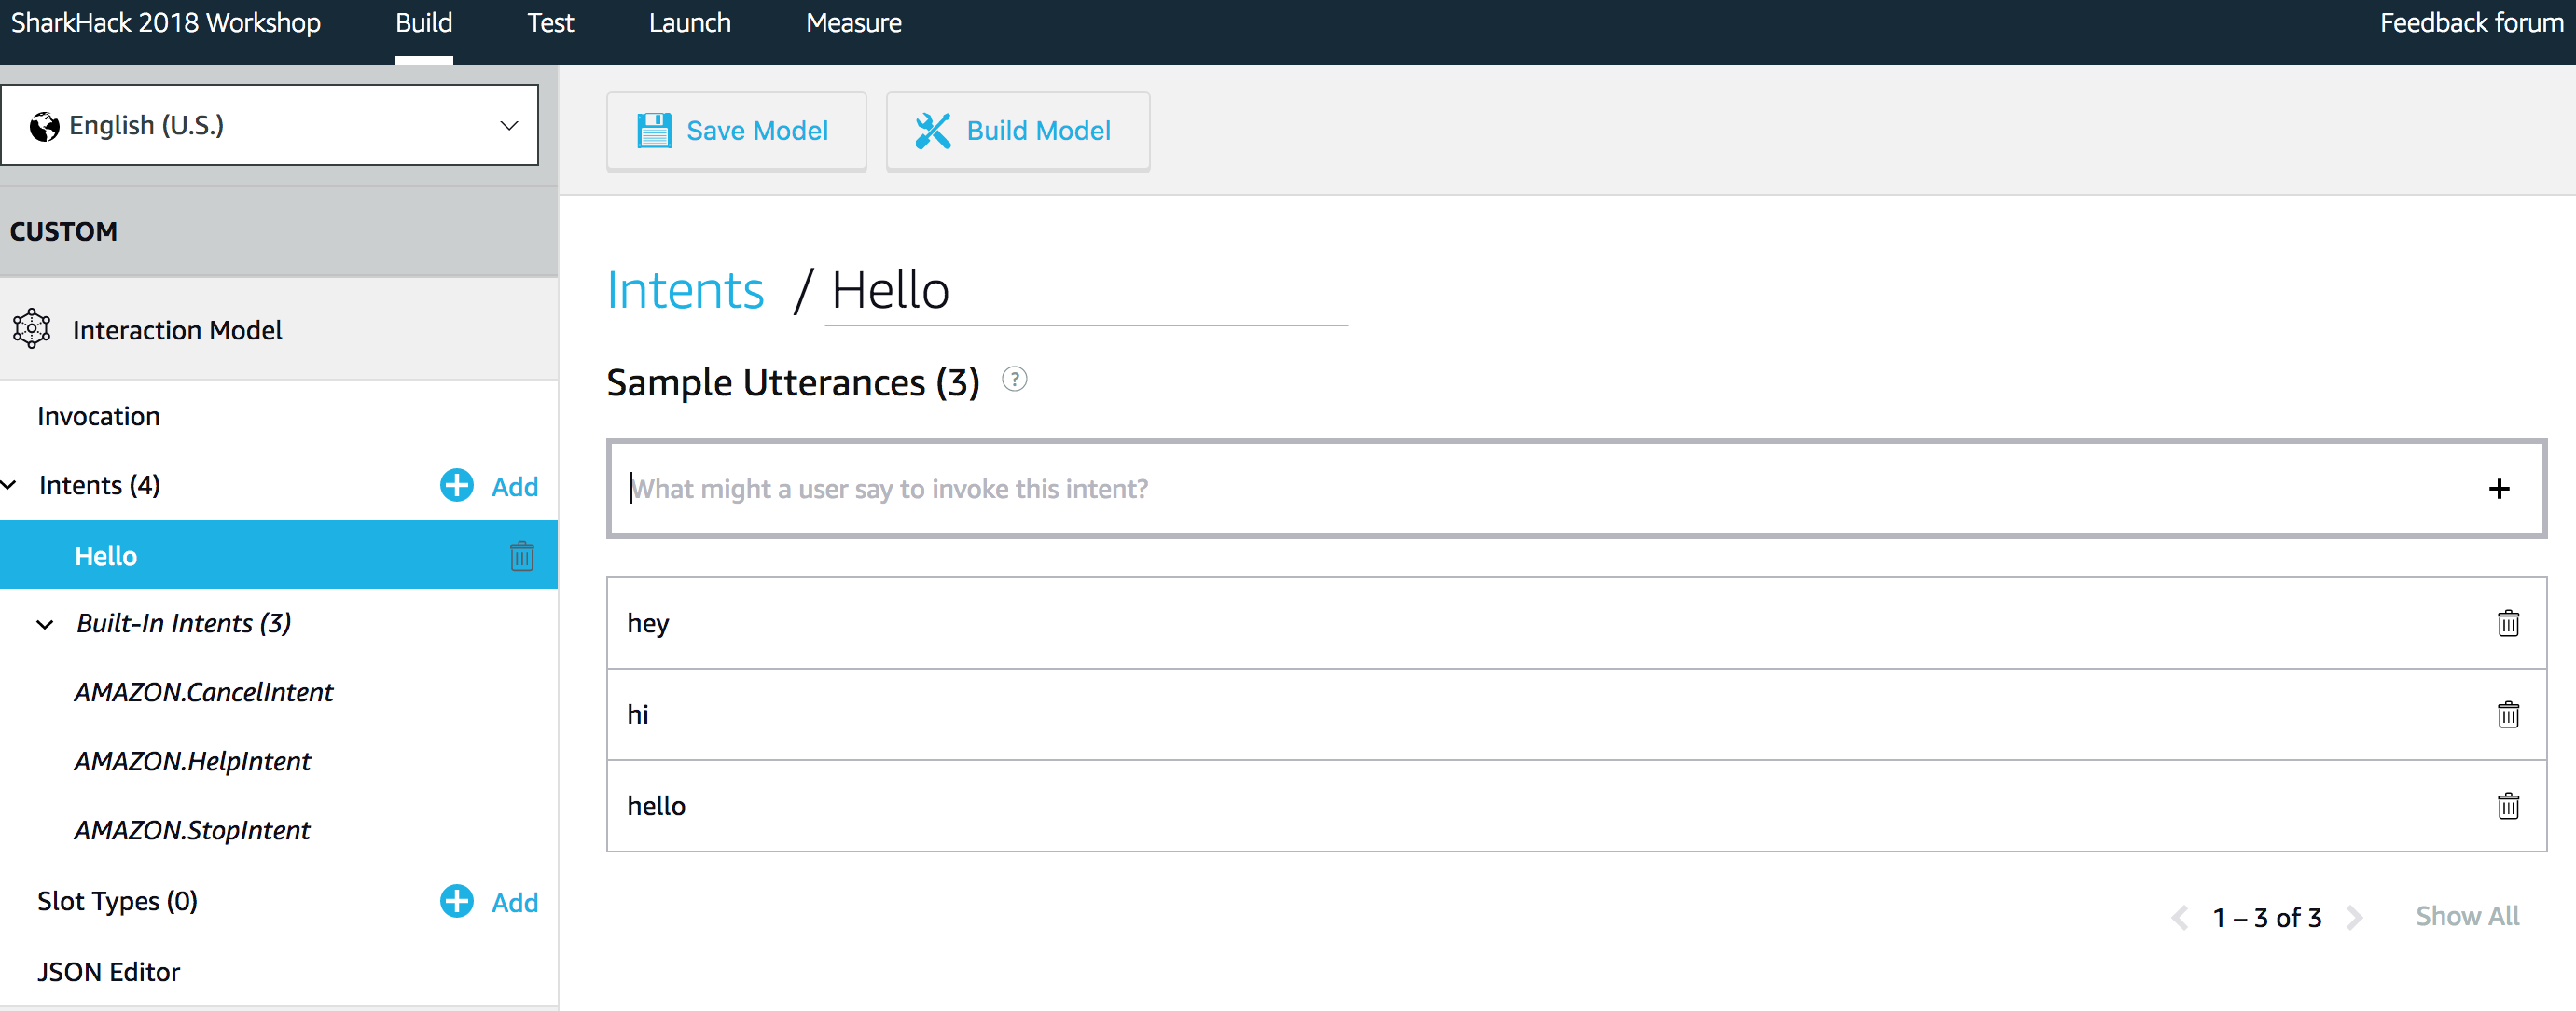 SharkHack 2018 Workshop Build Test Launch Measure Feedback forum
English (U.S.)
Save Model Build Model
CUSTOM
Interaction Model
Invocation
Intents (4) Add
Hello
Built-In Intents (3)
AMAZON.CancelIntent
AMAZON.HelpIntent
AMAZON.StopIntent
Slot Types (0) Add
JSON Editor
Intents / Hello
Sample Utterances (3) ?
What might a user say to invoke this intent? +
hey
hi
hello
1 – 3 of 3 Show All